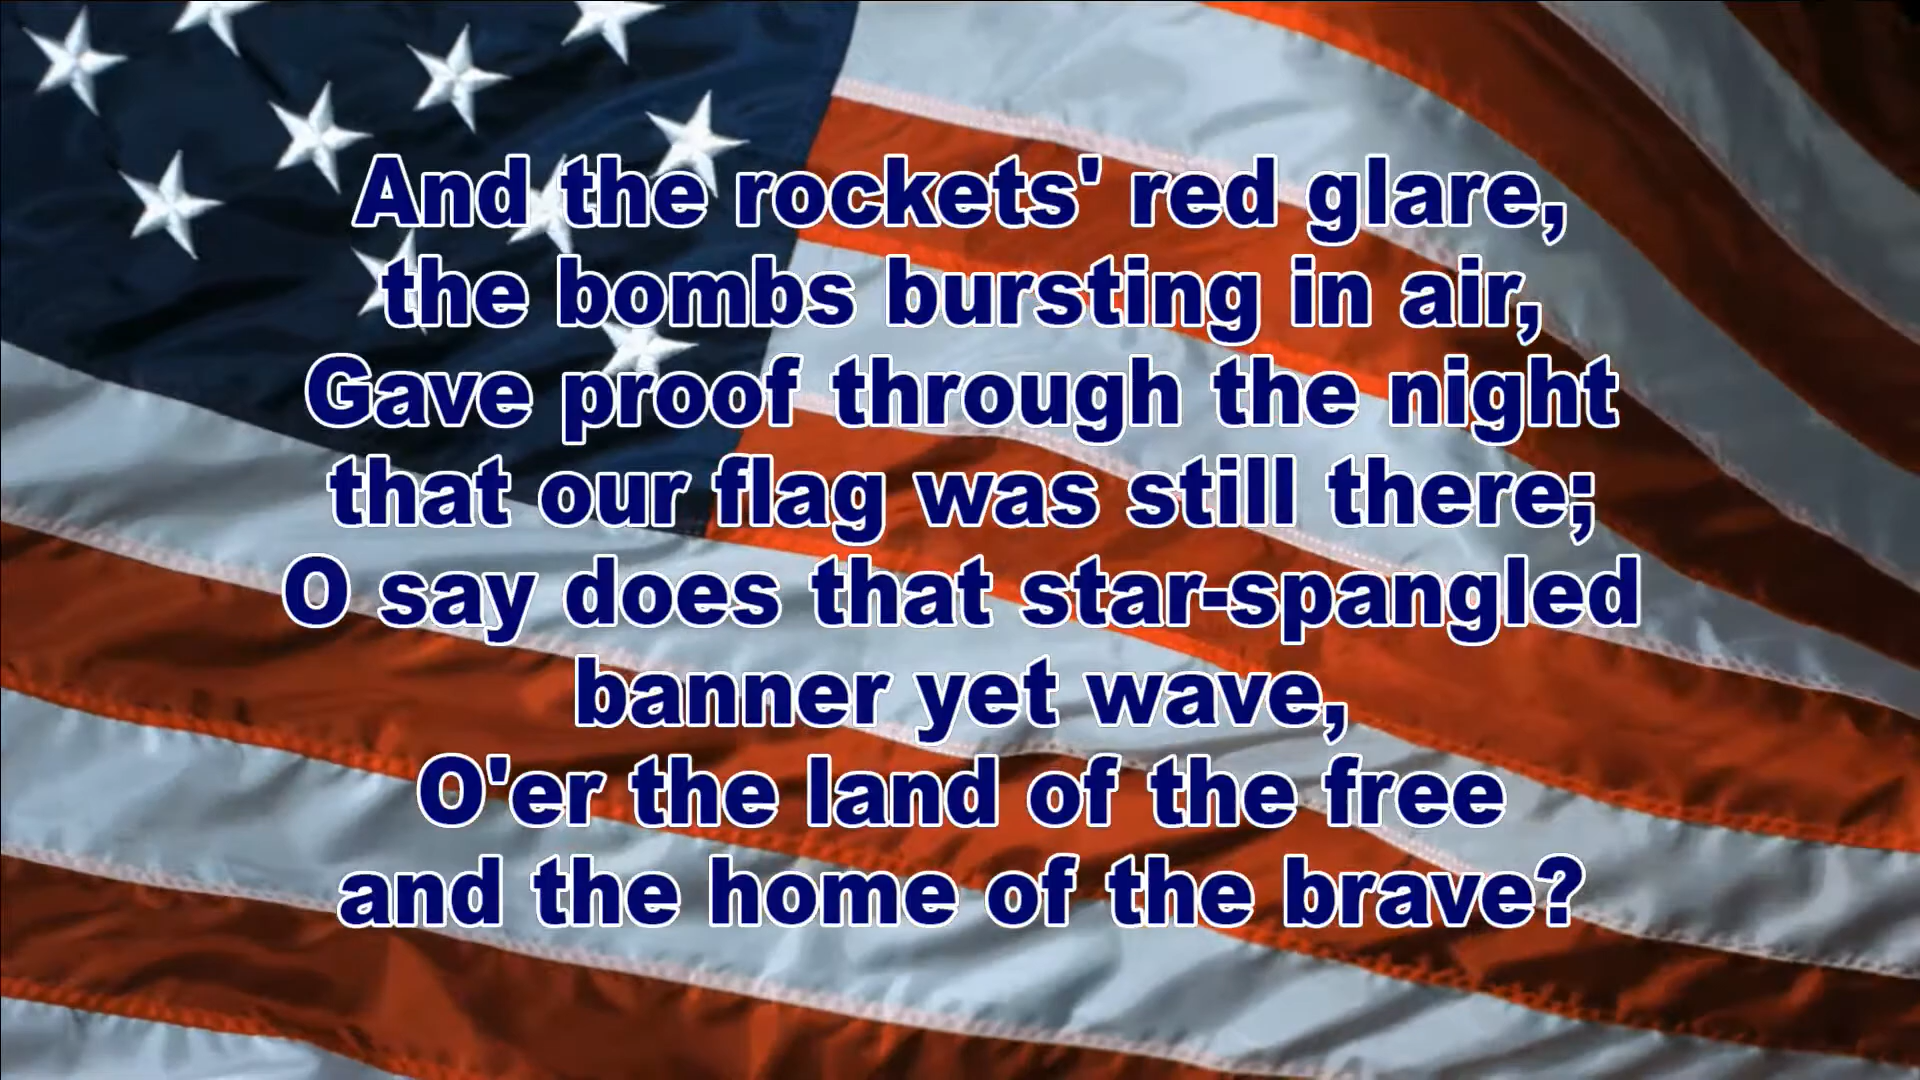 And the rockets' red glare,
the bombs bursting in air,
Gave proof through the night
that our flag was still there;
O say does that star-spangled
banner yet wave,
O'er the land of the free
and the home of the brave?